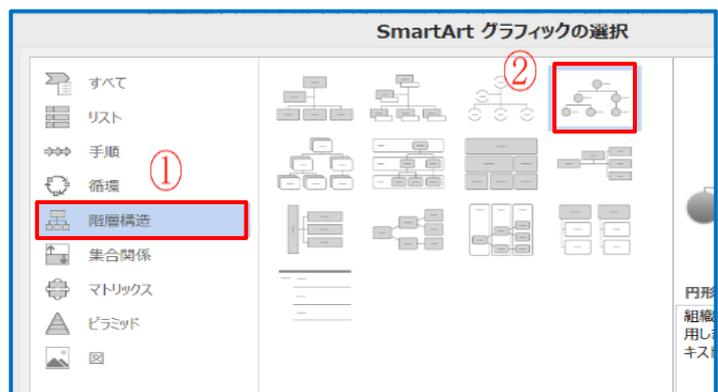 SmartArt グラフィックの選択
②
すべて
リスト
手順
①
循環
階層構造
集合関係
マトリックス
ピラミッド
図
円形
組織
用し
キスト